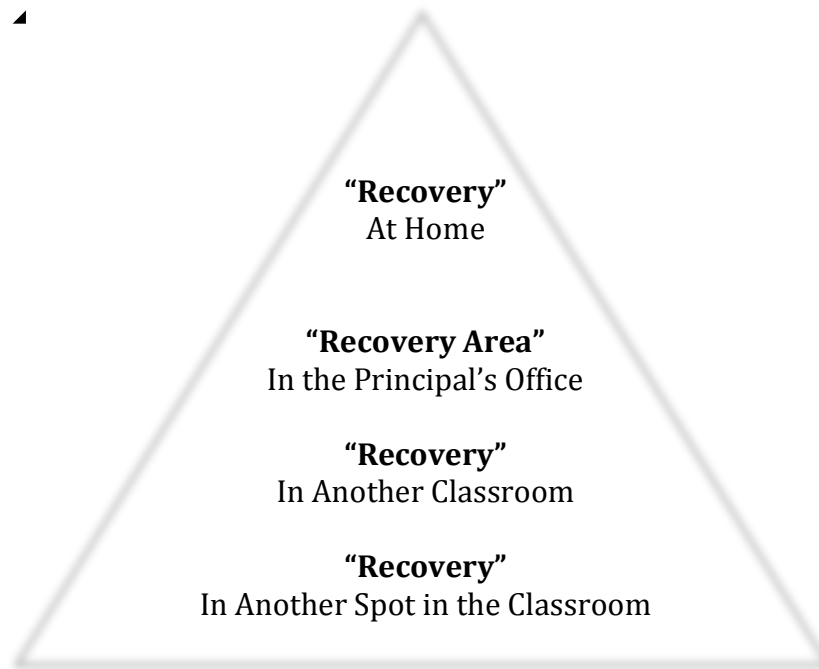 “Recovery”
At Home
“Recovery Area”
In the Principal’s Office
“Recovery”
In Another Classroom
“Recovery”
In Another Spot in the Classroom